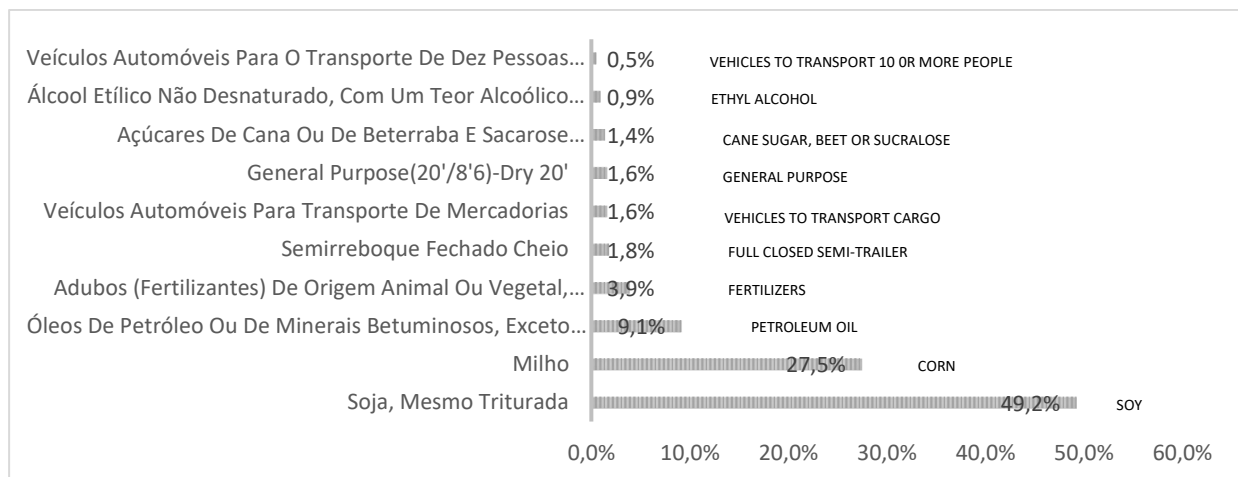 Veículos Automóveis Para O Transporte De Dez Pessoas... 0,5% VEHICLES TO TRANSPORT 10 0R MORE PEOPLE
Álcool Etílico Não Desnaturado, Com Um Teor Alcoólico... 0,9% ETHYL ALCOHOL
Açúcares De Cana Ou De Beterraba E Sacarose... 1,4% CANE SUGAR, BEET OR SUCRALOSE
General Purpose(20'/8'6)-Dry 20' 1,6% GENERAL PURPOSE
Veículos Automóveis Para Transporte De Mercadorias 1,6% VEHICLES TO TRANSPORT CARGO
Semirreboque Fechado Cheio 1,8% FULL CLOSED SEMI-TRAILER
Adubos (Fertilizantes) De Origem Animal Ou Vegetal,... 3,9% FERTILIZERS
Óleos De Petróleo Ou De Minerais Betuminosos, Exceto... 9,1% PETROLEUM OIL
Milho 27,5% CORN
Soja, Mesmo Triturada 49,2% SOY
0,0% 10,0% 20,0% 30,0% 40,0% 50,0% 60,0%